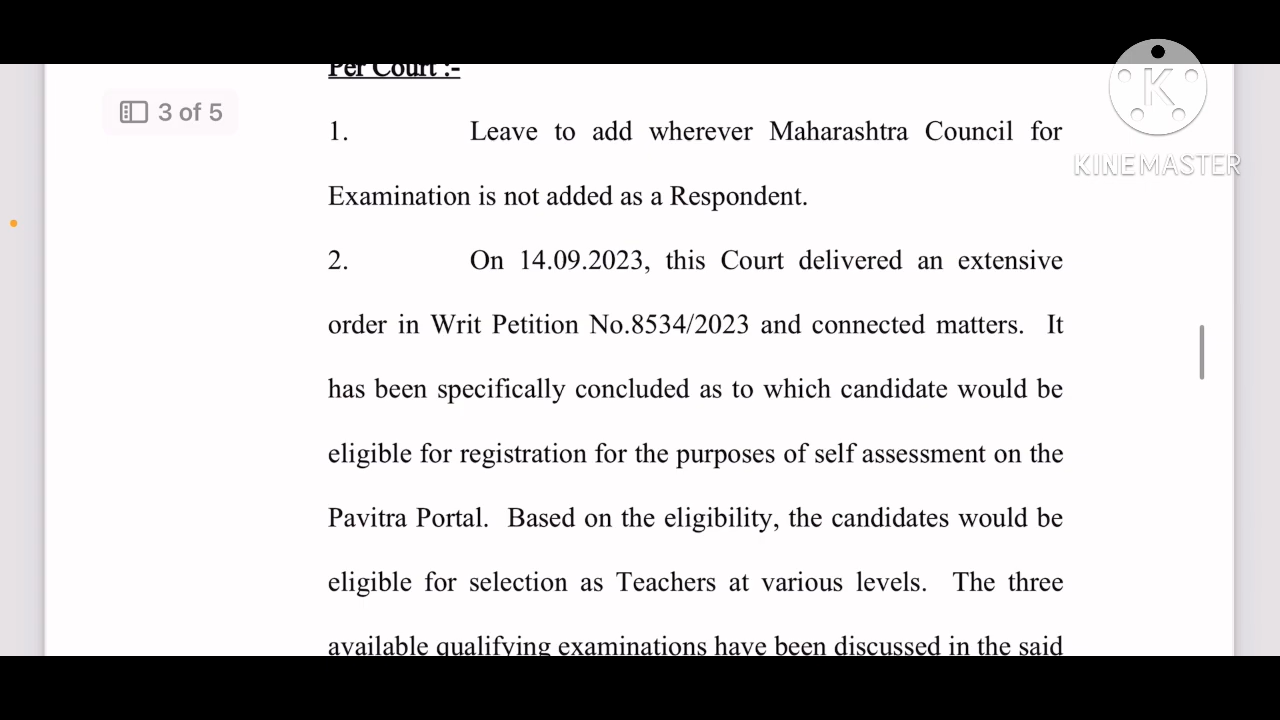 Per Court :-
3 of 5
K
KINEMASTER
1. Leave to add wherever Maharashtra Council for
Examination is not added as a Respondent.
2. On 14.09.2023, this Court delivered an extensive
order in Writ Petition No.8534/2023 and connected matters. It
has been specifically concluded as to which candidate would be
eligible for registration for the purposes of self assessment on the
Pavitra Portal. Based on the eligibility, the candidates would be
eligible for selection as Teachers at various levels. The three
available qualifying examinations have been discussed in the said